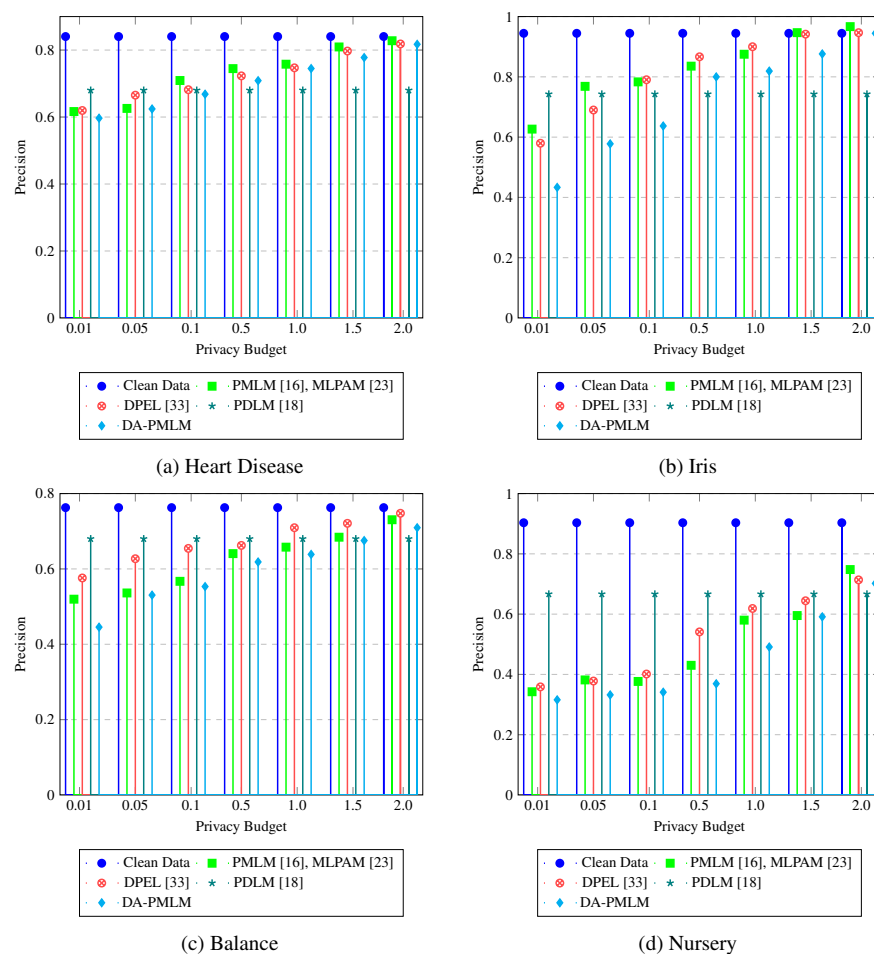 0.8
0.6
0.4
0.2
0
Precision
0.01 0.05 0.1 0.5 1.0 1.5 2.0
Privacy Budget
Clean Data PMLM [16], MLPAM [23]
DPEL [33] PDLM [18]
DA-PMLM
(a) Heart Disease
1
0.8
0.6
0.4
0.2
0
Precision
0.01 0.05 0.1 0.5 1.0 1.5 2.0
Privacy Budget
Clean Data PMLM [16], MLPAM [23]
DPEL [33] PDLM [18]
DA-PMLM
(b) Iris
0.8
0.6
0.4
0.2
0
Precision
0.01 0.05 0.1 0.5 1.0 1.5 2.0
Privacy Budget
Clean Data PMLM [16], MLPAM [23]
DPEL [33] PDLM [18]
DA-PMLM
(c) Balance
1
0.8
0.6
0.4
0.2
0
Precision
0.01 0.05 0.1 0.5 1.0 1.5 2.0
Privacy Budget
Clean Data PMLM [16], MLPAM [23]
DPEL [33] PDLM [18]
DA-PMLM
(d) Nursery